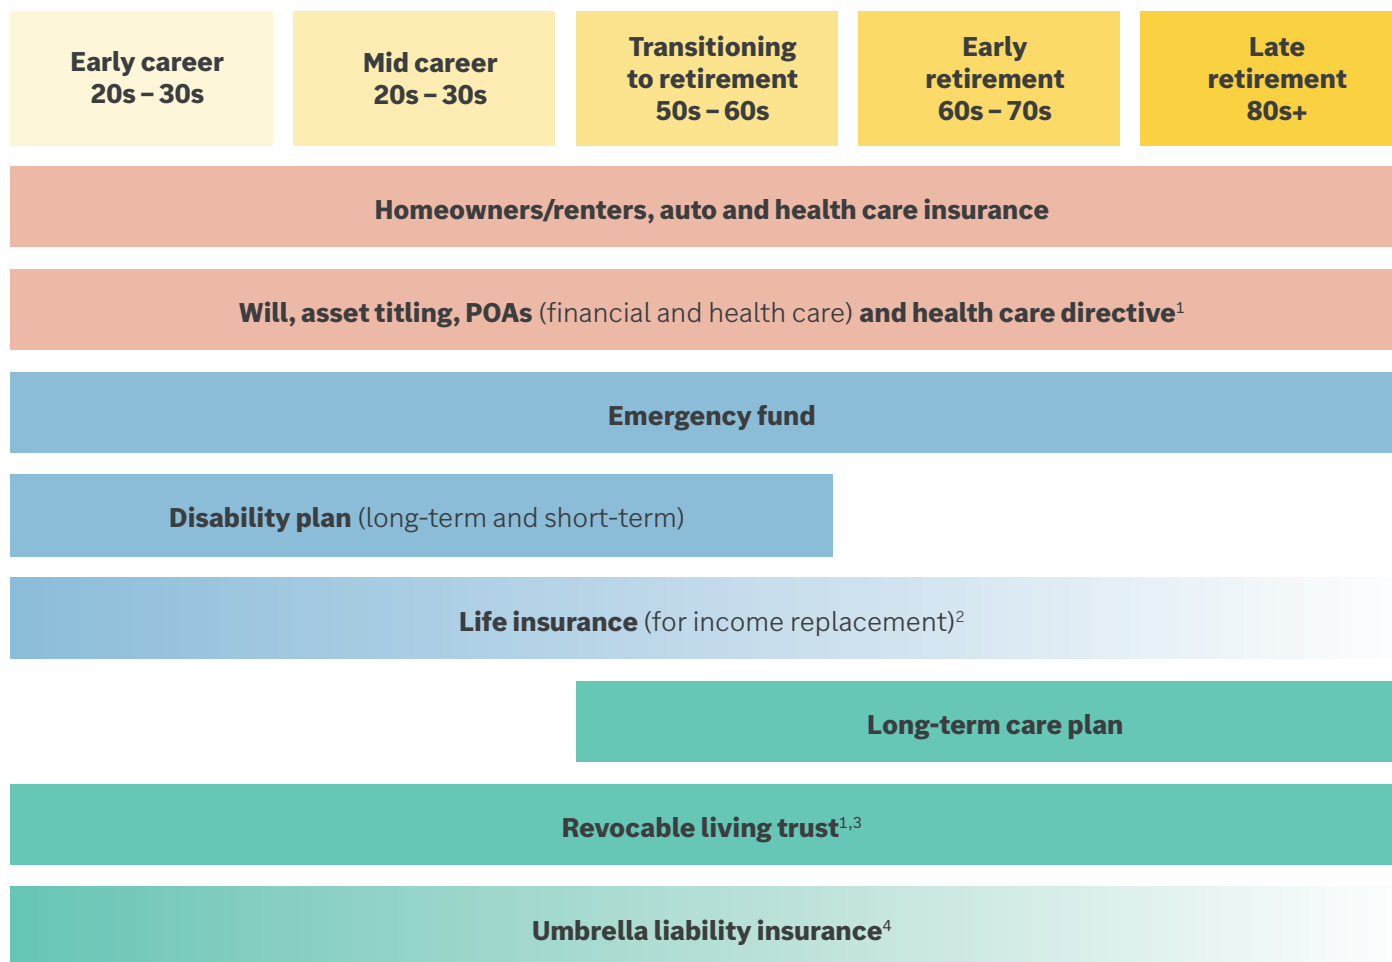 Early career
20s – 30s
Mid career
20s – 30s
Transitioning
to retirement
50s – 60s
Early
retirement
60s – 70s
Late
retirement
80s+
Homeowners/renters, auto and health care insurance
Will, asset titling, POAs (financial and health care) and health care directive¹
Emergency fund
Disability plan (long-term and short-term)
Life insurance (for income replacement)²
Long-term care plan
Revocable living trust¹,³
Umbrella liability insurance⁴